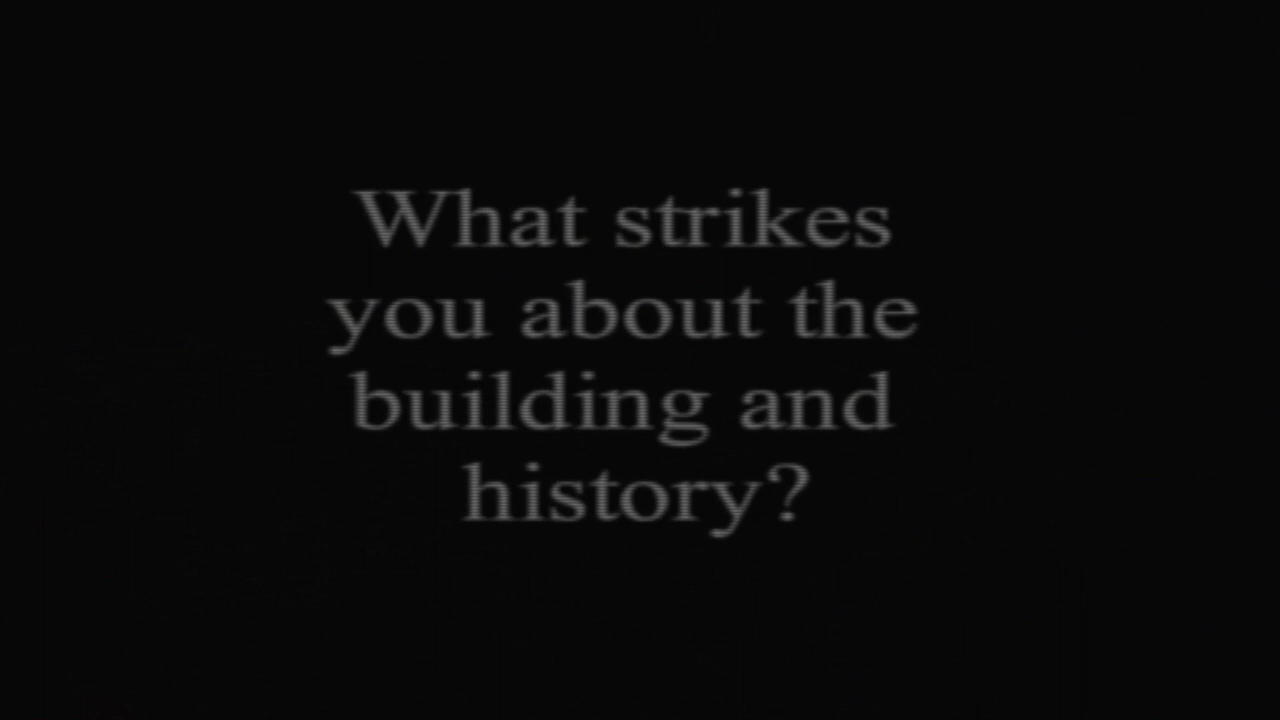 What strikes
you about the
building and
history?